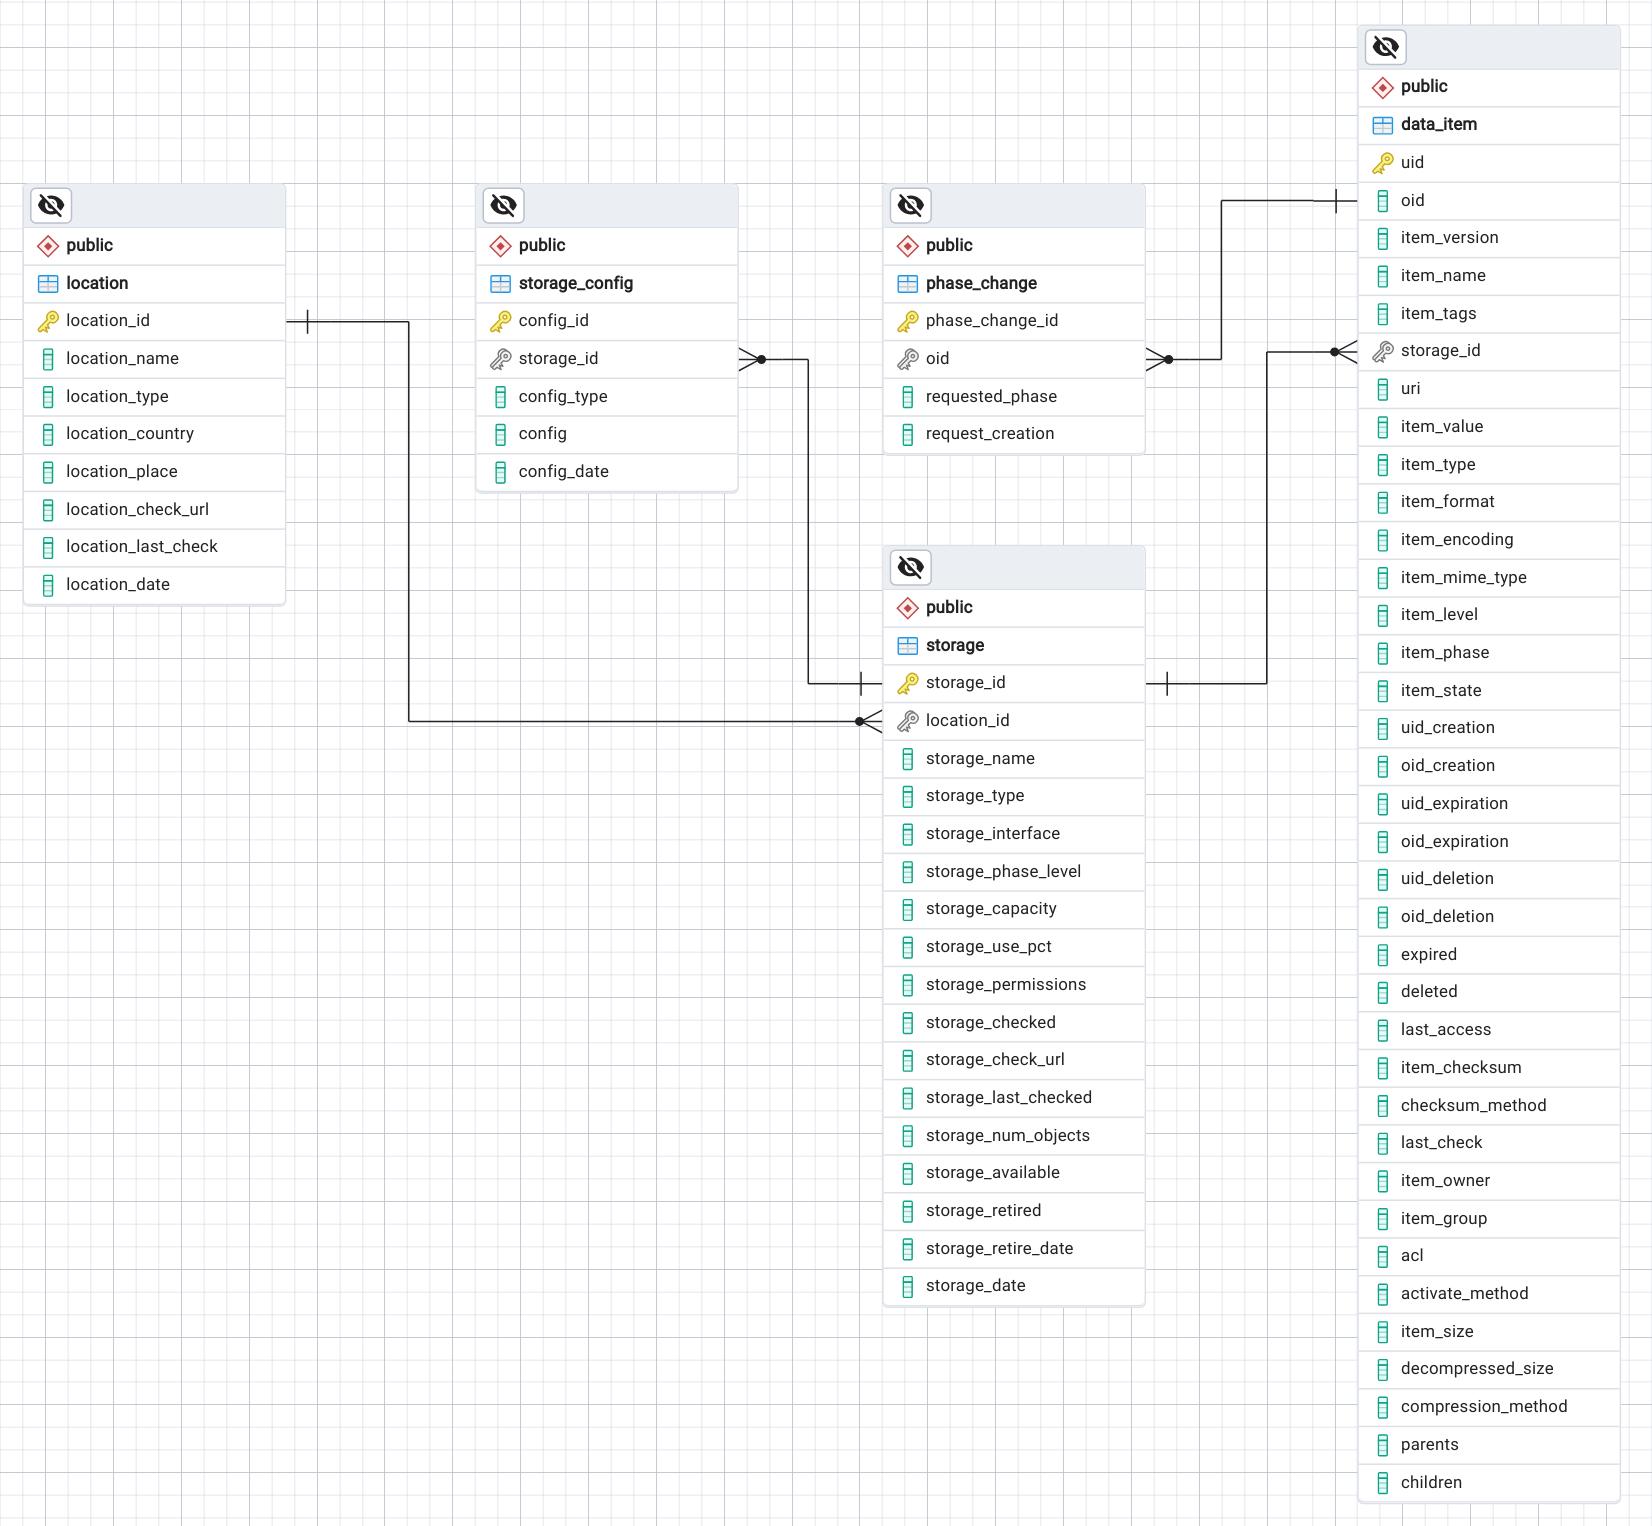 public
location
location_id
location_name
location_type
location_country
location_place
location_check_url
location_last_check
location_date
public
storage_config
config_id
storage_id
config_type
config
config_date
public
phase_change
phase_change_id
oid
requested_phase
request_creation
public
storage
storage_id
location_id
storage_name
storage_type
storage_interface
storage_phase_level
storage_capacity
storage_use_pct
storage_permissions
storage_checked
storage_check_url
storage_last_checked
storage_num_objects
storage_available
storage_retired
storage_retire_date
storage_date
public
data_item
uid
oid
item_version
item_name
item_tags
storage_id
uri
item_value
item_type
item_format
item_encoding
item_mime_type
item_level
item_phase
item_state
uid_creation
oid_creation
uid_expiration
oid_expiration
uid_deletion
oid_deletion
expired
deleted
last_access
item_checksum
checksum_method
last_check
item_owner
item_group
acl
activate_method
item_size
decompressed_size
compression_method
parents
children